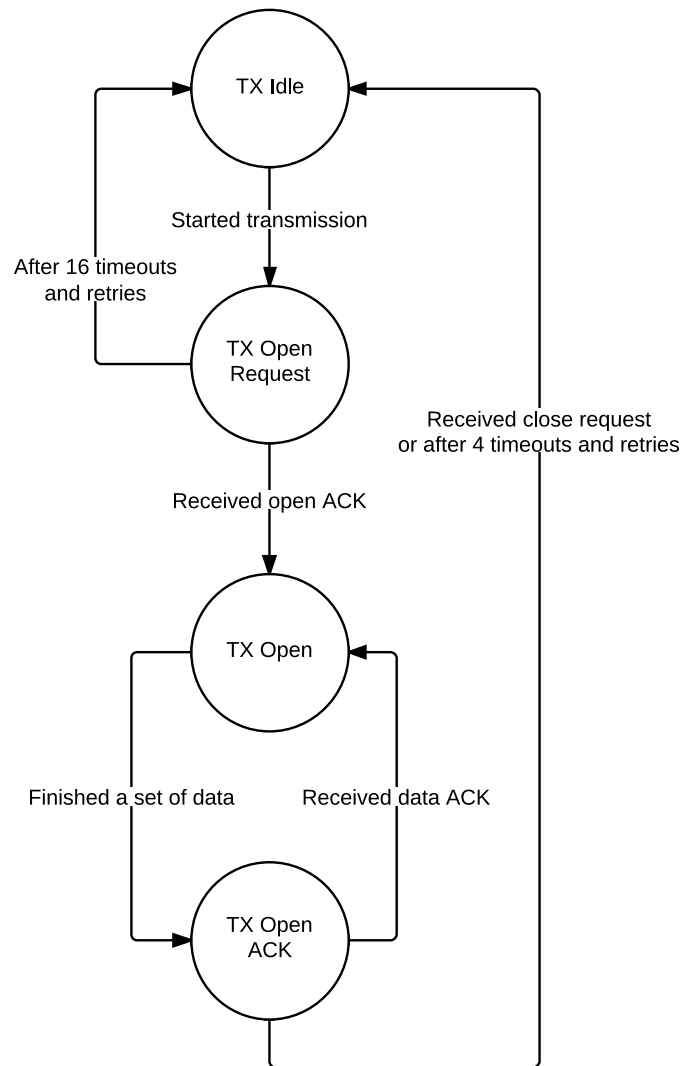 TX Idle
Started transmission
After 16 timeouts
and retries
TX Open
Request
Received close request
or after 4 timeouts and retries
Received open ACK
TX Open
Finished a set of data
Received data ACK
TX Open
ACK